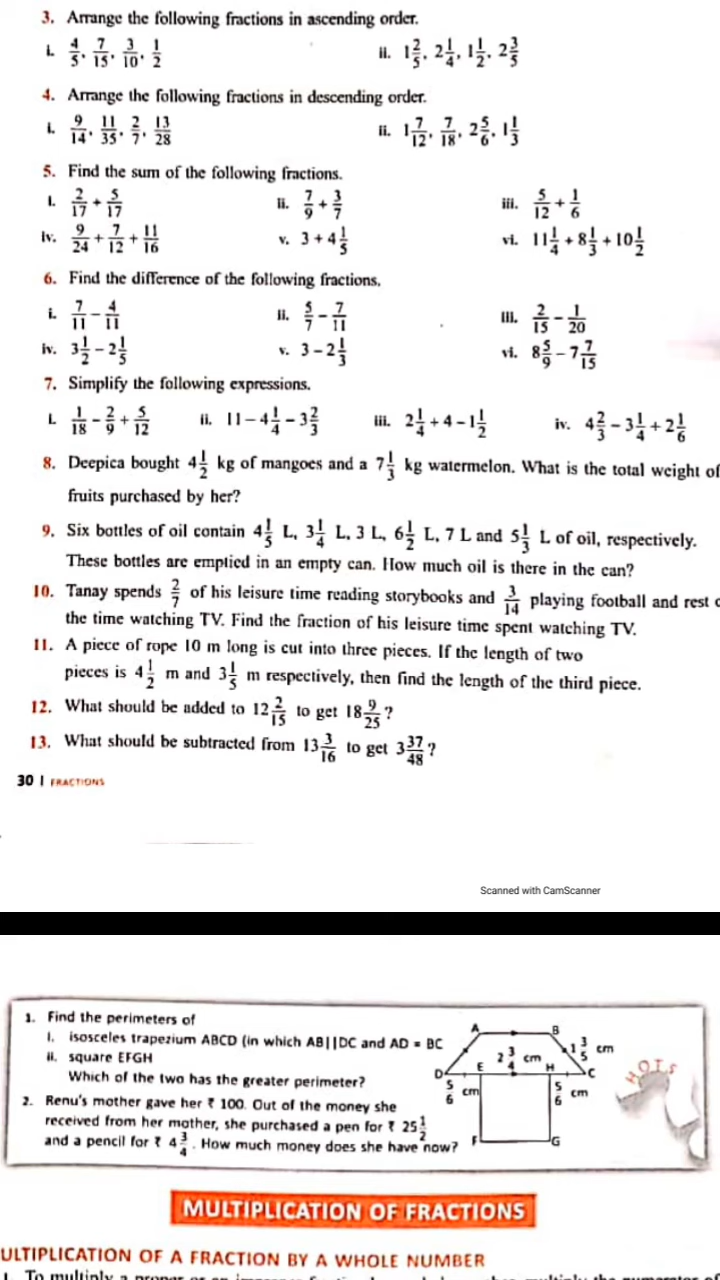 3. Arrange the following fractions in ascending order.
i. 4/5, 7/15, 3/10, 1/2 ii. 1 2/5, 2 1/4, 1 1/2, 2 3/5
4. Arrange the following fractions in descending order.
i. 9/14, 11/35, 2/7, 13/28 ii. 1 7/12, 7/18, 2 5/6, 1 1/3
5. Find the sum of the following fractions.
i. 2/17 + 5/17 ii. 7/9 + 3/7 iii. 5/12 + 1/6
iv. 9/24 + 7/12 + 11/16 v. 3 + 4 1/5 vi. 11 1/4 + 8 1/3 + 10 1/2
6. Find the difference of the following fractions.
i. 7/11 − 4/11 ii. 5/7 − 7/11 iii. 2/15 − 1/20
iv. 3 1/2 − 2 1/5 v. 3 − 2 1/3 vi. 8 5/9 − 7 7/15
7. Simplify the following expressions.
i. 1/18 − 2/9 + 5/12 ii. 11 − 4 1/4 − 3 2/3 iii. 2 1/4 + 4 − 1 1/2 iv. 4 2/3 − 3 1/4 + 2 1/6
8. Deepica bought 4 1/2 kg of mangoes and a 7 1/3 kg watermelon. What is the total weight of
fruits purchased by her?
9. Six bottles of oil contain 4 1/5 L, 3 1/4 L, 3 L, 6 1/2 L, 7 L and 5 1/3 L of oil, respectively.
These bottles are emptied in an empty can. How much oil is there in the can?
10. Tanay spends 2/7 of his leisure time reading storybooks and 3/14 playing football and rest
the time watching TV. Find the fraction of his leisure time spent watching TV.
11. A piece of rope 10 m long is cut into three pieces. If the length of two
pieces is 4 1/2 m and 3 1/5 m respectively, then find the length of the third piece.
12. What should be added to 12 2/15 to get 18 9/25?
13. What should be subtracted from 13 3/16 to get 3 37/48?
30 | FRACTIONS
Scanned with CamScanner
1. Find the perimeters of
i. isosceles trapezium ABCD (in which AB||DC and AD = BC
ii. square EFGH
Which of the two has the greater perimeter?
2. Renu's mother gave her ₹ 100. Out of the money she
received from her mother, she purchased a pen for ₹ 25 1/2
and a pencil for ₹ 4 3/4. How much money does she have now?
A B
1 3/5 cm
2 3/4 cm
D E H C
5/6 cm 5/6 cm
F G
HOTS
MULTIPLICATION OF FRACTIONS
ULTIPLICATION OF A FRACTION BY A WHOLE NUMBER